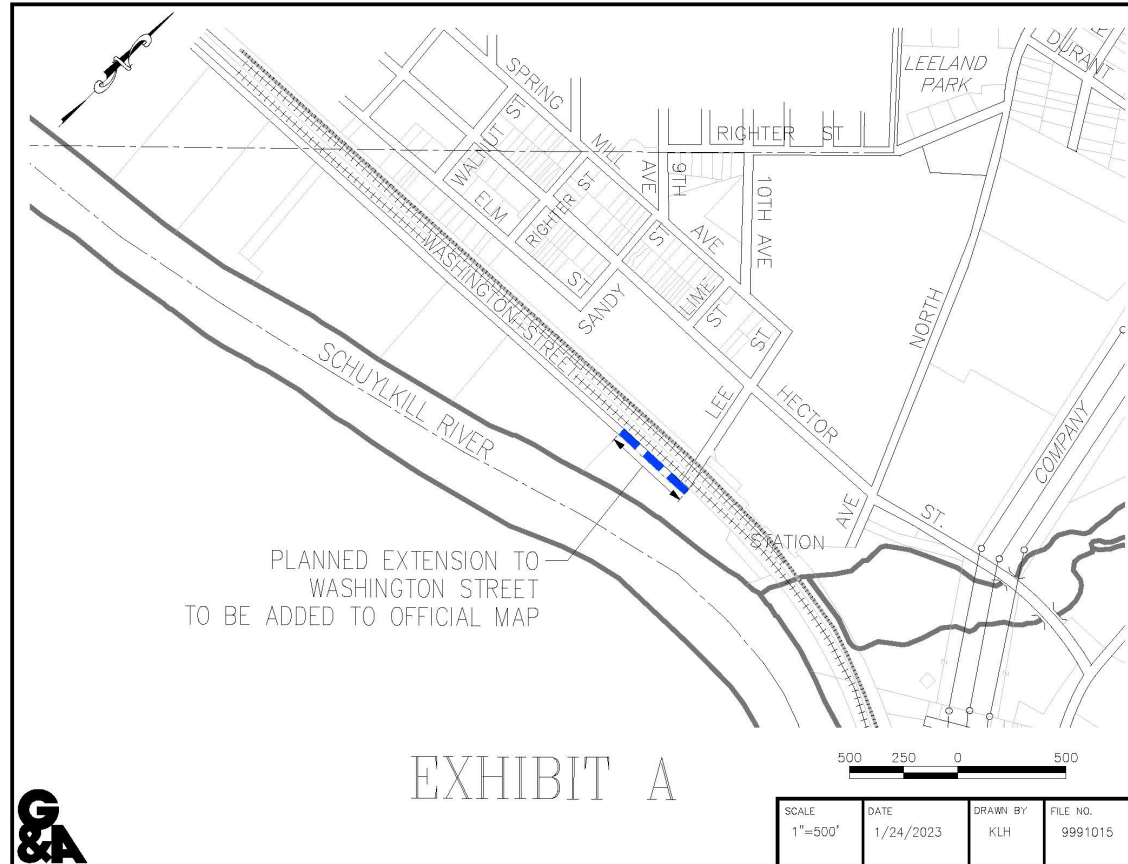 N
SPRING
MILL
AVE
LEELAND
PARK
DURANT
RIGHTER ST
WALNUT ST
ELM
ST
RIGHTER ST
9TH
AVE
10TH AVE
SANDY
ST
LIME
ST
LEE
ST
WASHINGTON STREET
NORTH
AVE
HECTOR
ST.
COMPANY
SCHUYLKILL RIVER
STATION
PLANNED EXTENSION TO
WASHINGTON STREET
TO BE ADDED TO OFFICIAL MAP
EXHIBIT A
500 250 0 500
G
&A
SCALE DATE DRAWN BY FILE NO.
1"=500' 1/24/2023 KLH 9991015